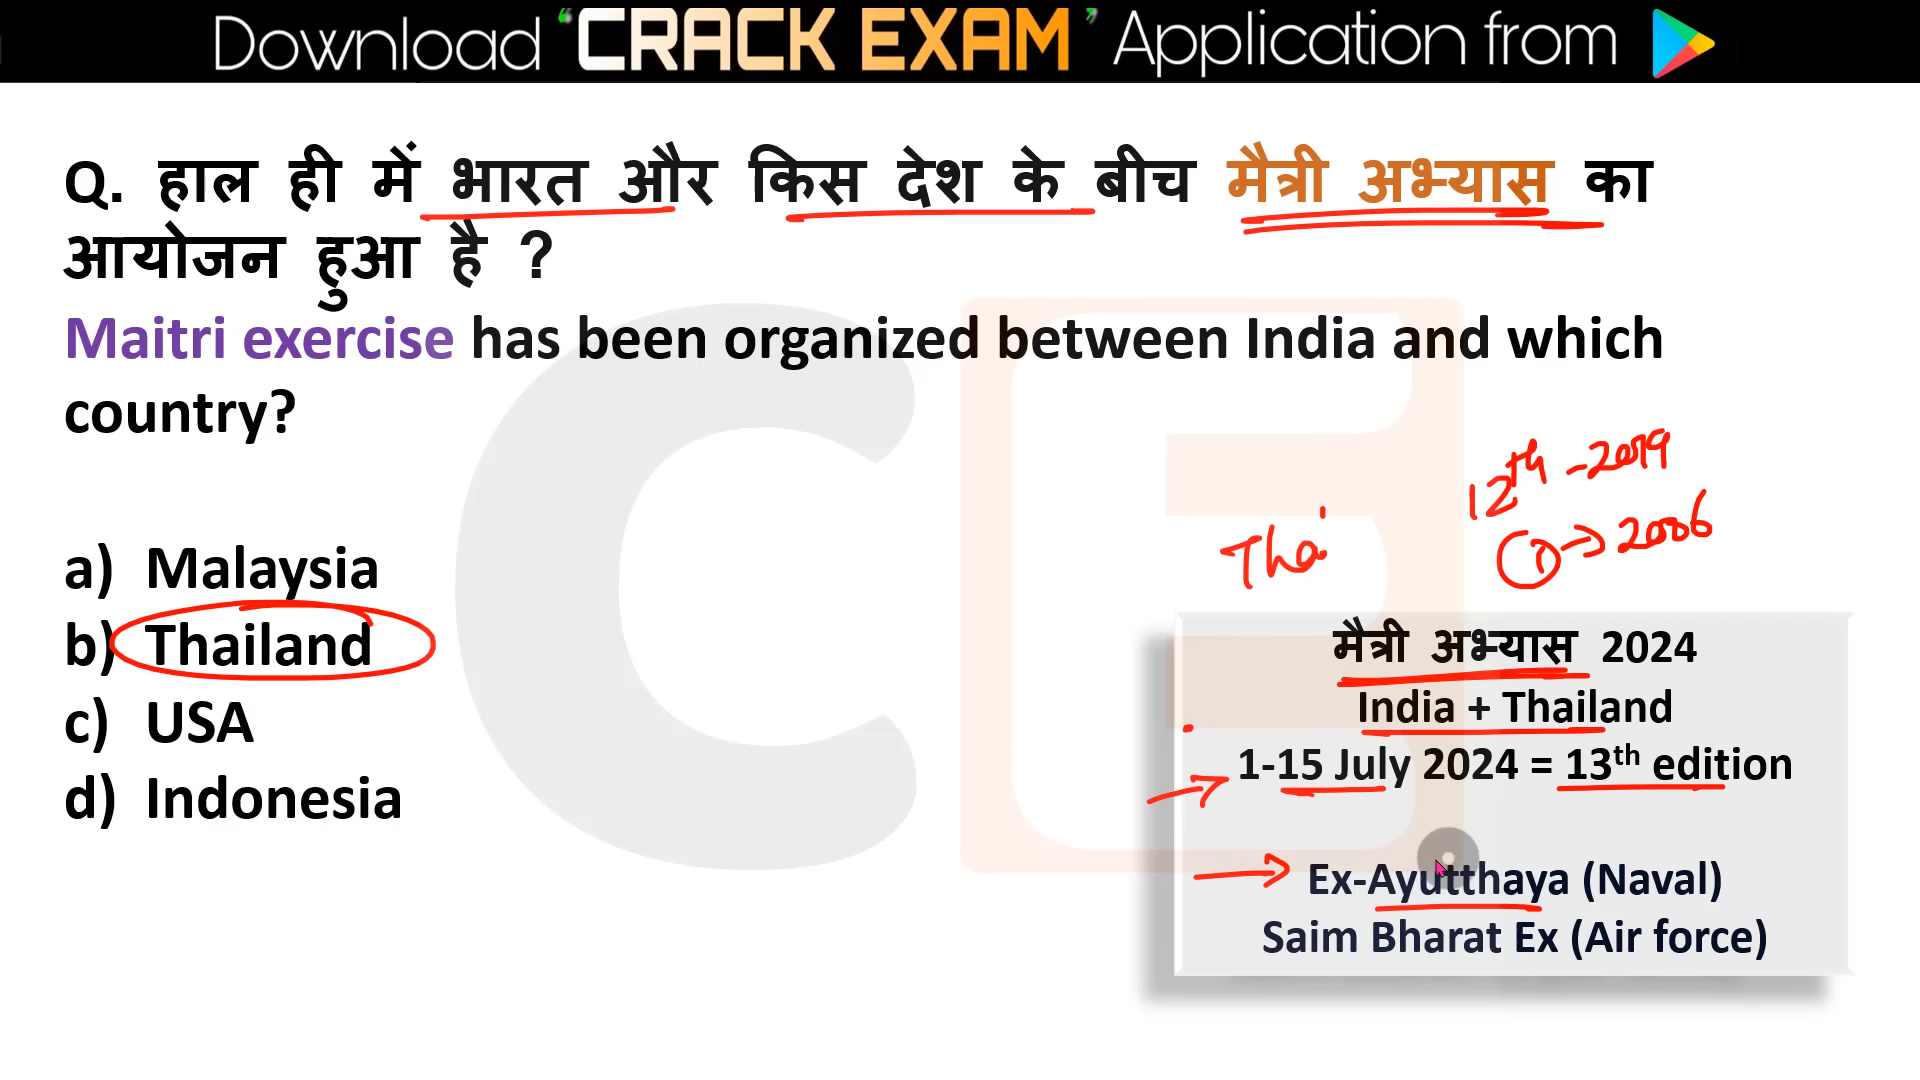 Download ‘CRACK EXAM’ Application from
Q. हाल ही में भारत और किस देश के बीच मैत्री अभ्यास का
आयोजन हुआ है ?
Maitri exercise has been organized between India and which
country?
a) Malaysia
b) Thailand
c) USA
d) Indonesia
12th - 2019
Thai
1 → 2006
मैत्री अभ्यास 2024
India + Thailand
1-15 July 2024 = 13th edition
Ex-Ayutthaya (Naval)
Saim Bharat Ex (Air force)
CE